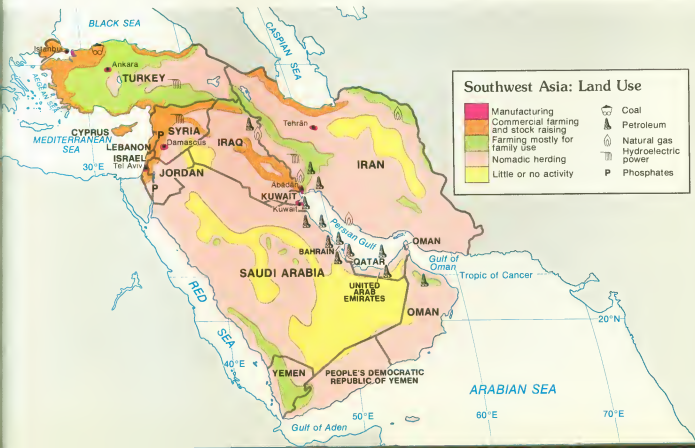 BLACK SEA
CASPIAN SEA
Istanbul
Ankara
AEGEAN SEA
TURKEY
CYPRUS
SYRIA
MEDITERRANEAN
SEA
LEBANON
Damascus
ISRAEL
Tel Aviv
30°E
JORDAN
P
P
IRAQ
Tehrān
IRAN
Abādān
KUWAIT
Kuwait
Persian Gulf
BAHRAIN
QATAR
OMAN
Gulf of
Oman
Tropic of Cancer
SAUDI ARABIA
UNITED
ARAB
EMIRATES
OMAN
RED
SEA
20°N
40°E
YEMEN
PEOPLE'S DEMOCRATIC
REPUBLIC OF YEMEN
ARABIAN SEA
Gulf of Aden
50°E
60°E
70°E
Southwest Asia: Land Use
Manufacturing
Commercial farming
and stock raising
Farming mostly for
family use
Nomadic herding
Little or no activity
Coal
Petroleum
Natural gas
Hydroelectric
power
P Phosphates